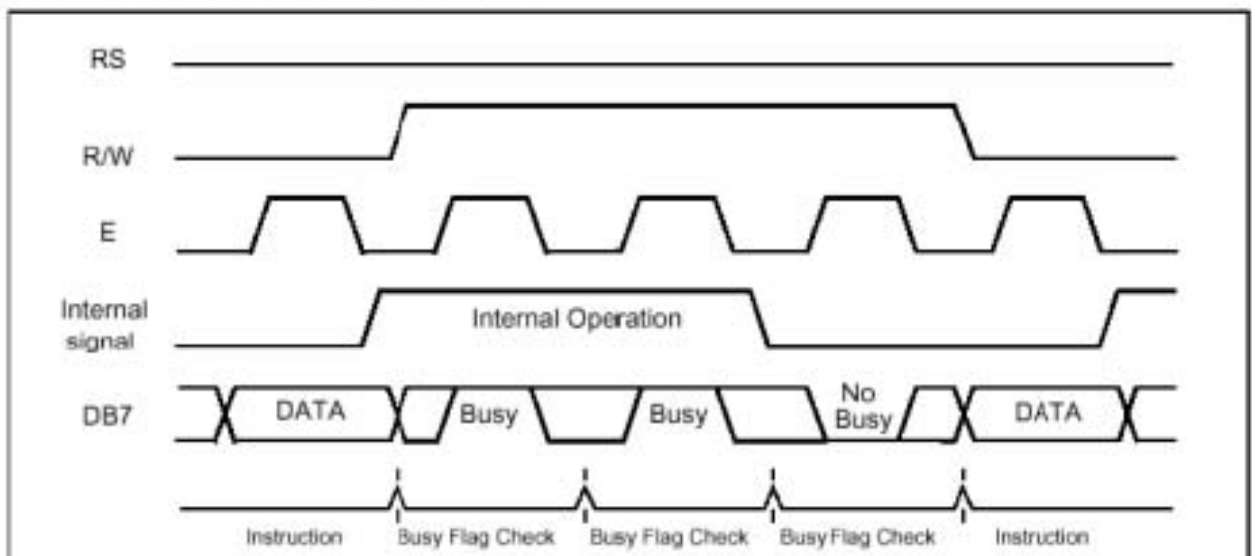 RS
R/W
E
Internal
signal
Internal Operation
DB7
DATA
Busy
Busy
No
Busy
DATA
Instruction
Busy Flag Check
Busy Flag Check
Busy Flag Check
Instruction